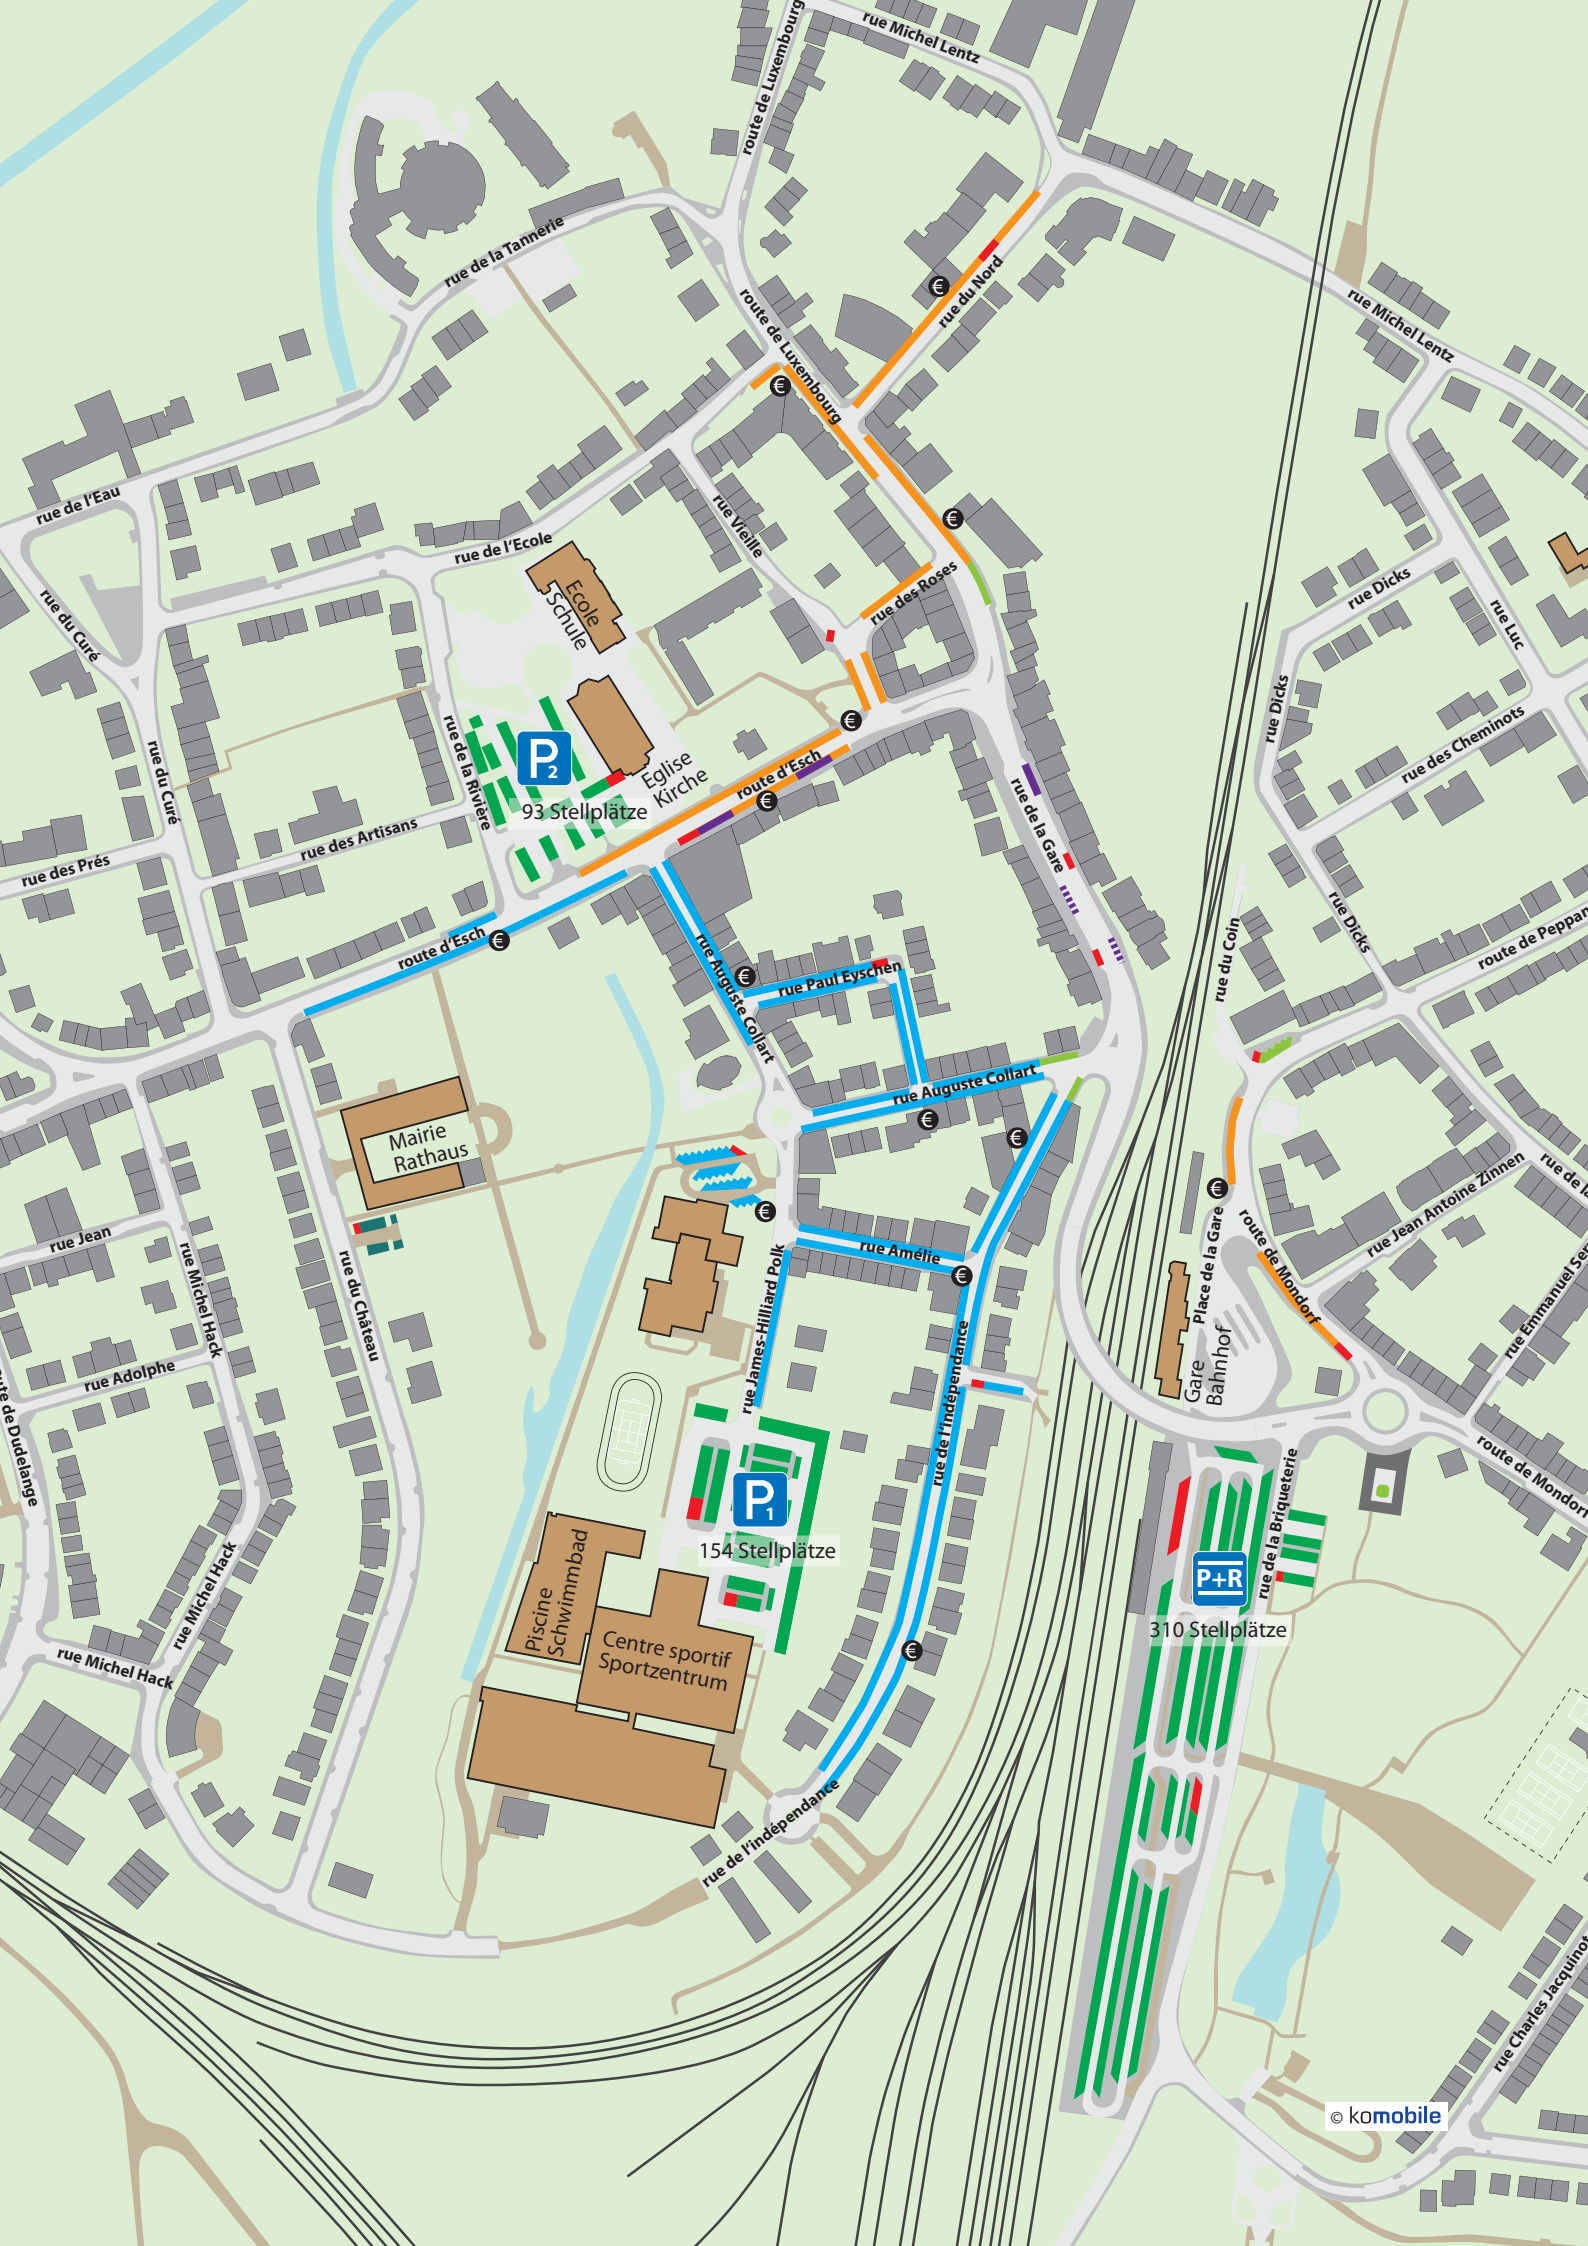 rue Michel Lentz
route de Luxembourg
rue de la Tannerie
rue du Nord
€
route de Luxembourg
rue Michel Lentz
€
rue de l'Eau
rue Vieille
€
rue de l'Ecole
rue des Roses
rue Dicks
rue du Curé
Ecole
Schule
rue Luc
rue Dicks
rue des Cheminots
€
rue de la Rivière
P2
Eglise
Kirche
route d'Esch
€
rue du Curé
93 Stellplätze
rue de la Gare
rue des Artisans
rue des Prés
rue Dicks
route d'Esch
€
rue du Coin
route de Peppan
rue Auguste Collart
€
rue Paul Eyschen
rue Auguste Collart
€
€
Mairie
Rathaus
rue Jean Antoine Zinnen
rue de la
€
€
rue Jean
rue Michel Hack
rue du Château
rue Amélie
€
Place de la Gare
route de Mondorf
rue Emmanuel Ser
rue James-Hilliard Polk
Gare
Bahnhof
rue Adolphe
rue de l'indépendance
ute de Dudelange
route de Mondorf
P1
154 Stellplätze
rue de la Briqueterie
P+R
310 Stellplätze
rue Michel Hack
Piscine
Schwimmbad
Centre sportif
Sportzentrum
€
rue Michel Hack
rue de l'indépendance
rue Charles Jacquinot
© komobile